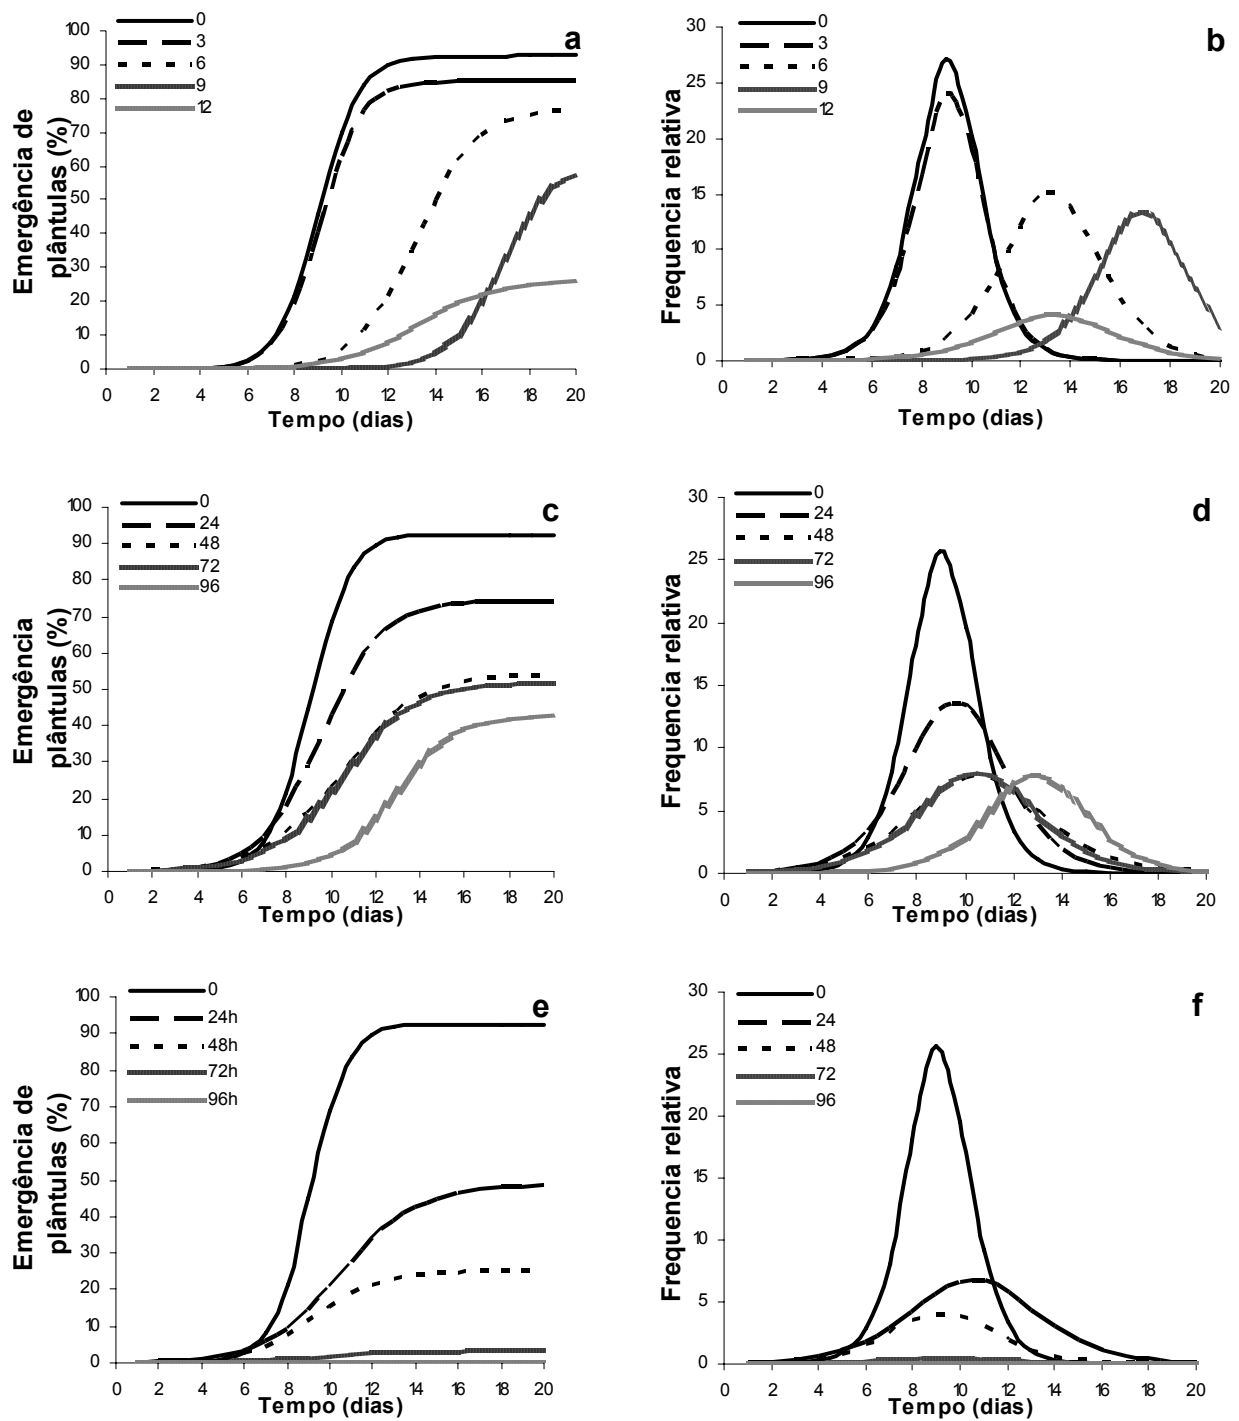 a
0
3
6
9
12
100
90
80
70
60
50
40
30
20
10
0
Emergência de
plântulas (%)
0 2 4 6 8 10 12 14 16 18 20
Tempo (dias)
b
0
3
6
9
12
30
25
20
15
10
5
0
Frequencia relativa
0 2 4 6 8 10 12 14 16 18 20
Tempo (dias)
c
0
24
48
72
96
100
90
80
70
60
50
40
30
20
10
0
Emergência
plântulas (%)
0 2 4 6 8 10 12 14 16 18 20
Tempo (dias)
d
0
24
48
72
96
30
25
20
15
10
5
0
Frequencia relativa
0 2 4 6 8 10 12 14 16 18 20
Tempo (dias)
e
0
24h
48h
72h
96h
100
90
80
70
60
50
40
30
20
10
0
Emergência de
plântulas (%)
0 2 4 6 8 10 12 14 16 18 20
Tempo (dias)
f
0
24
48
72
96
30
25
20
15
10
5
0
Frequencia relativa
0 2 4 6 8 10 12 14 16 18 20
Tempo (dias)